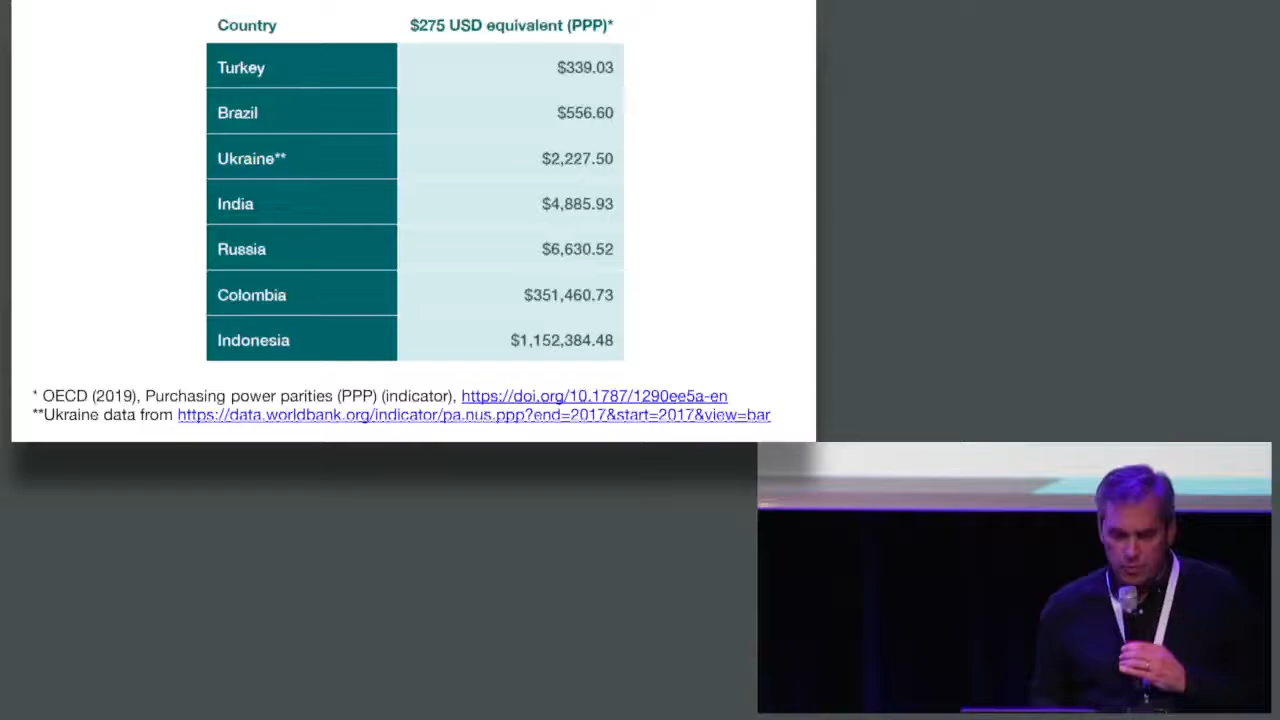 Country $275 USD equivalent (PPP)*
Turkey $339.03
Brazil $556.60
Ukraine** $2,227.50
India $4,885.93
Russia $6,630.52
Colombia $351,460.73
Indonesia $1,152,384.48
* OECD (2019), Purchasing power parities (PPP) (indicator), https://doi.org/10.1787/1290ee5a-en
**Ukraine data from https://data.worldbank.org/indicator/pa.nus.ppp?end=2017&start=2017&view=bar